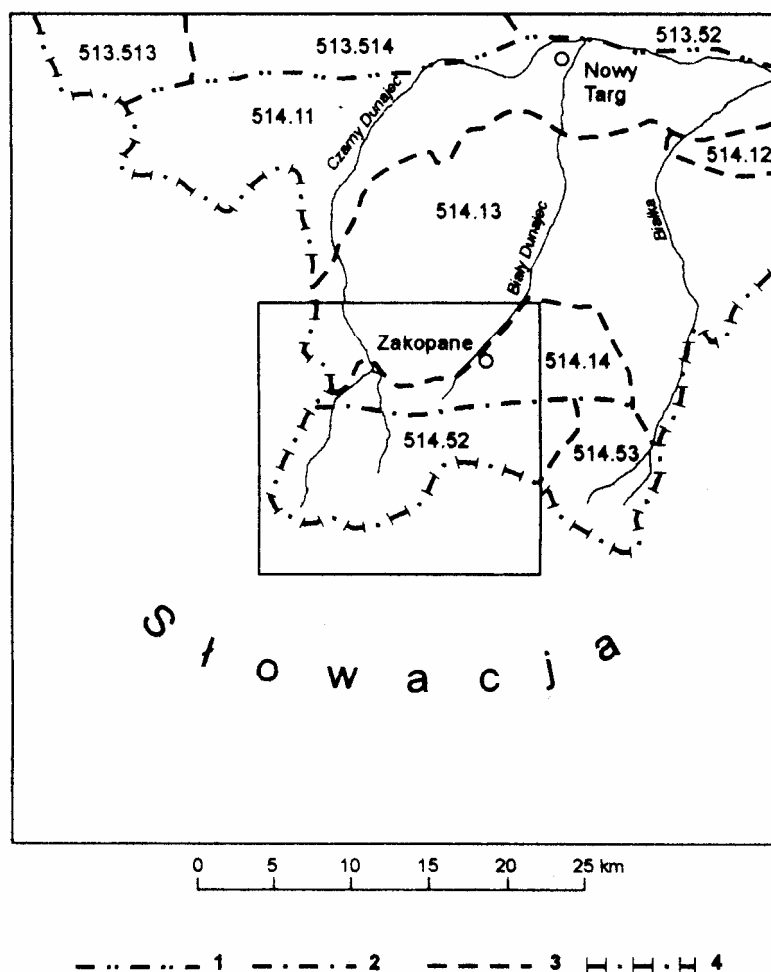 513.513
513.514
513.52
Nowy
Targ
514.11
Czarny Dunajec
514.12
514.13
Białka
Biały Dunajec
Zakopane
514.14
514.52
514.53
Słowacja
0 5 10 15 20 25 km
1 2 3 4